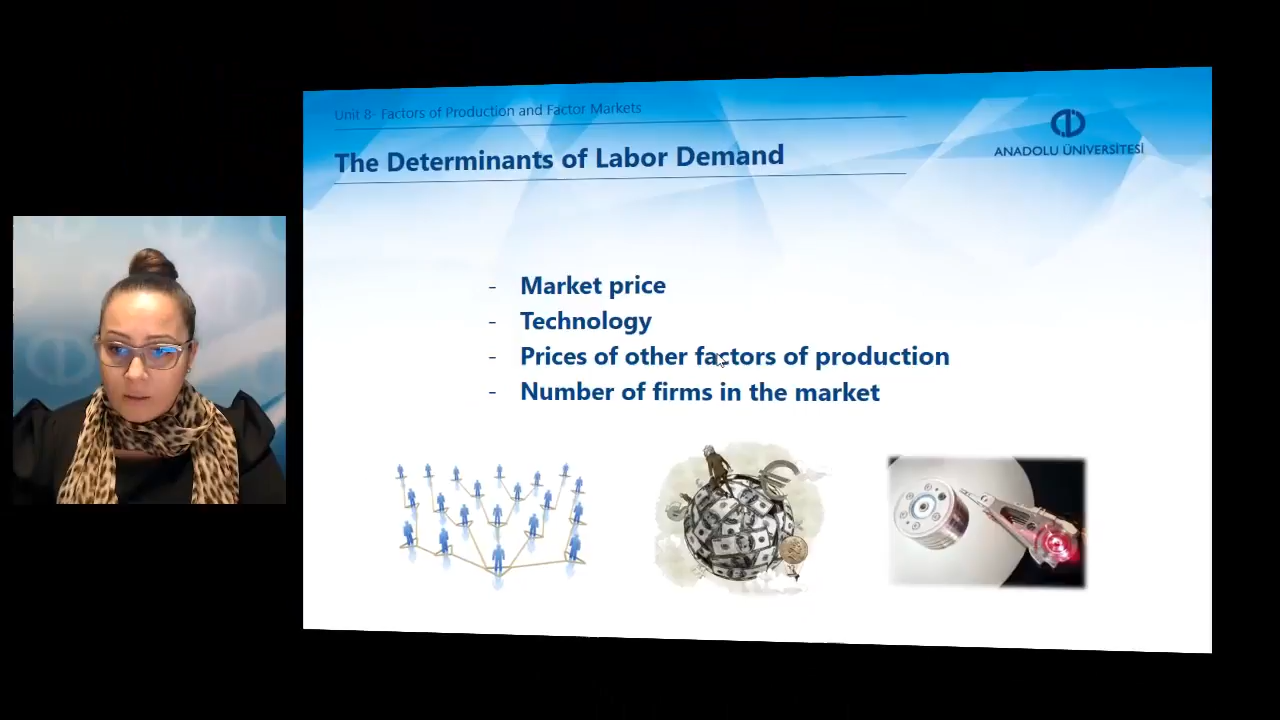 Unit 8- Factors of Production and Factor Markets
ANADOLU ÜNİVERSİTESİ
The Determinants of Labor Demand
- Market price
- Technology
- Prices of other factors of production
- Number of firms in the market